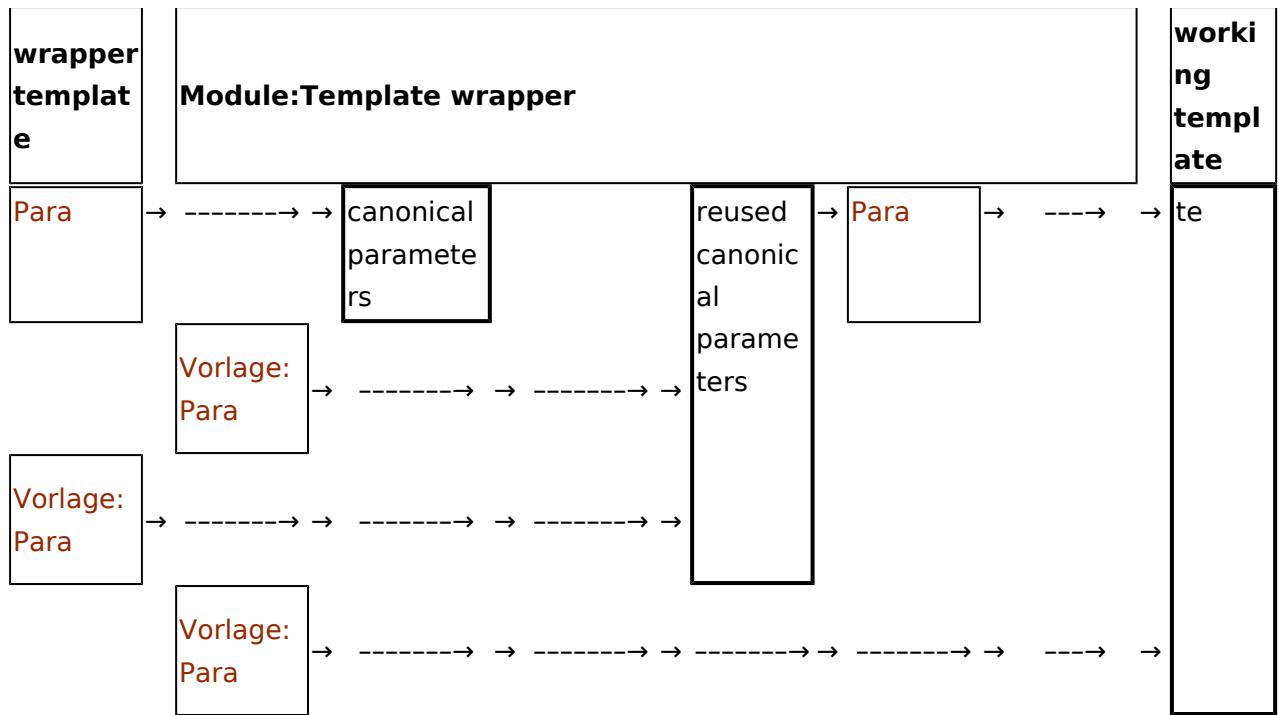 wrapper
templat
e
Module:Template wrapper
worki
ng
templ
ate
Para → -------→ → canonical
paramete
rs
reused
canonic
al
parame
ters
→ Para → ---→ → te
Vorlage:
Para → -------→ → -------→ →
Vorlage:
Para → -------→ → -------→ → -------→ →
Vorlage:
Para → -------→ → -------→ → -------→ → -------→ → ---→ →